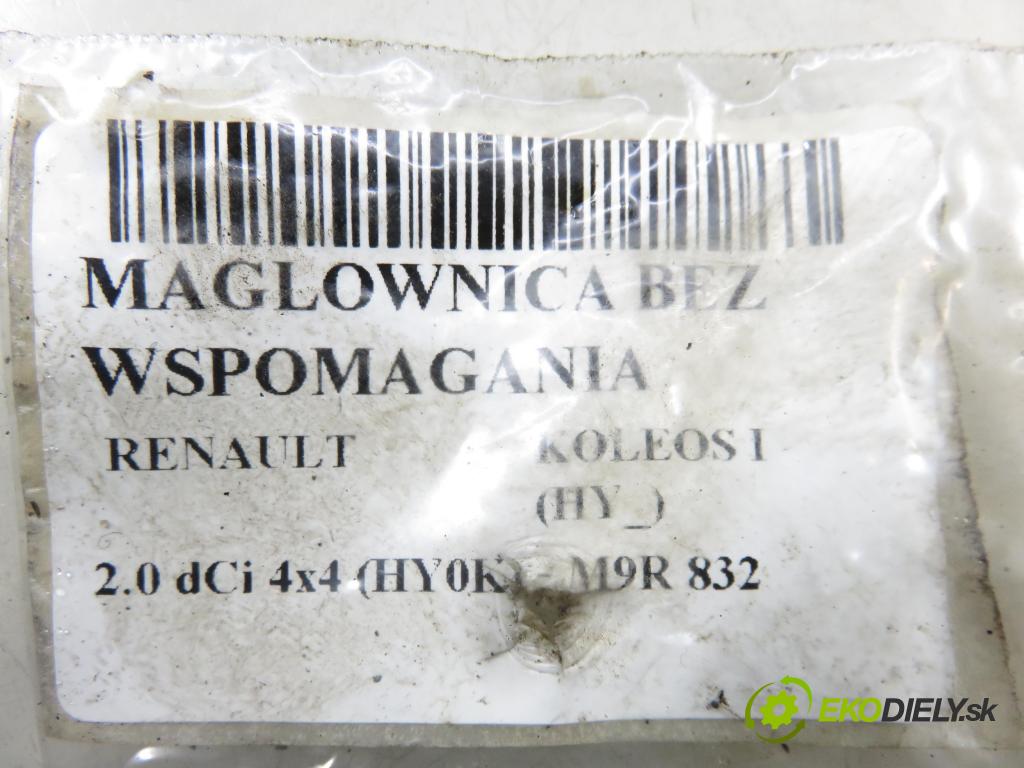 MAGLOWNICA BEZ
WSPOMAGANIA
RENAULT KOLEOS I
(HY_)
2.0 dCi 4x4 (HY0K) - M9R 832
EKODIELY.sk